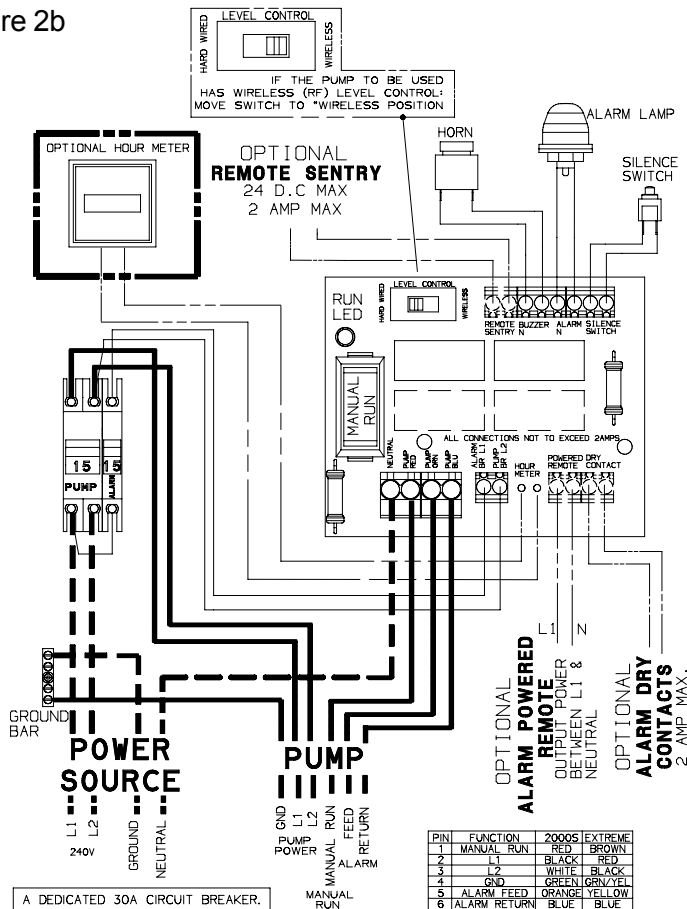 re 2b
LEVEL CONTROL
HARD WIRED
WIRELESS
IF THE PUMP TO BE USED
HAS WIRELESS (RF) LEVEL CONTROL:
MOVE SWITCH TO "WIRELESS POSITION
OPTIONAL HOUR METER
OPTIONAL
REMOTE SENTRY
24 D.C MAX
2 AMP MAX
HORN
ALARM LAMP
SILENCE
SWITCH
RUN
LED
LEVEL CONTROL
HARD WIRED
WIRELESS
REMOTE BUZZER ALARM SILENCE
SENTRY N N SWITCH
MANUAL
RUN
ALL CONNECTIONS NOT TO EXCEED 2AMPS
NEUTRAL
PUMP
RED
PUMP
ORN
PUMP
BLU
ALARM
BR L1
PUMP
BR L2
HOUR
METER
POWERED DRY
REMOTE CONTACT
15
15
PUMP
ALARM
GROUND
BAR
POWER
SOURCE
L1
L2
240V
GROUND
NEUTRAL
PUMP
GND
L1
L2
PUMP
POWER
MANUAL RUN
FEED
RETURN
ALARM
MANUAL
RUN
L1
N
OPTIONAL
ALARM POWERED
REMOTE
OUTPUT POWER
BETWEEN L1 &
NEUTRAL
OPTIONAL
ALARM DRY
CONTACTS
2 AMP MAX.
A DEDICATED 30A CIRCUIT BREAKER.
PIN FUNCTION 2000S EXTREME
1 MANUAL RUN RED BROWN
2 L1 BLACK RED
3 L2 WHITE BLACK
4 GND GREEN GRN/YEL
5 ALARM FEED ORANGE YELLOW
6 ALARM RETURN BLUE BLUE